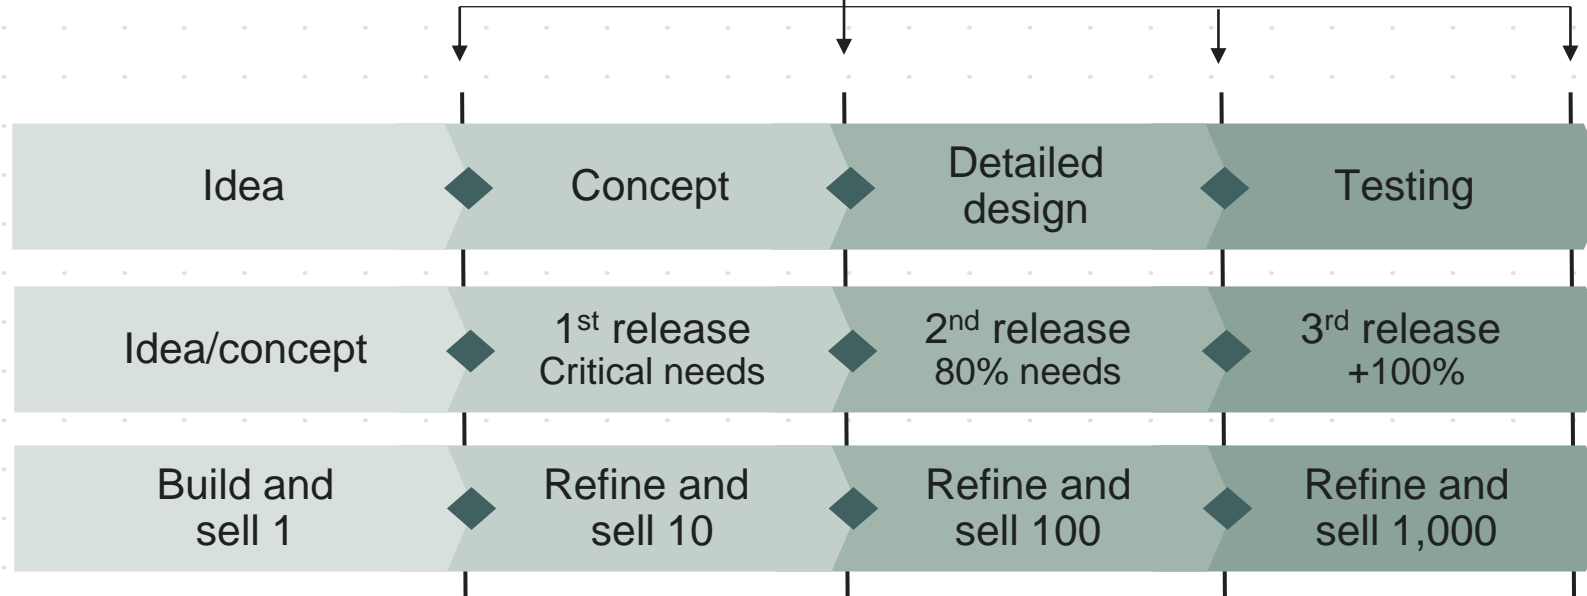 Idea
Concept
Detailed
design
Testing
Idea/concept
1st release
Critical needs
2nd release
80% needs
3rd release
+100%
Build and
sell 1
Refine and
sell 10
Refine and
sell 100
Refine and
sell 1,000